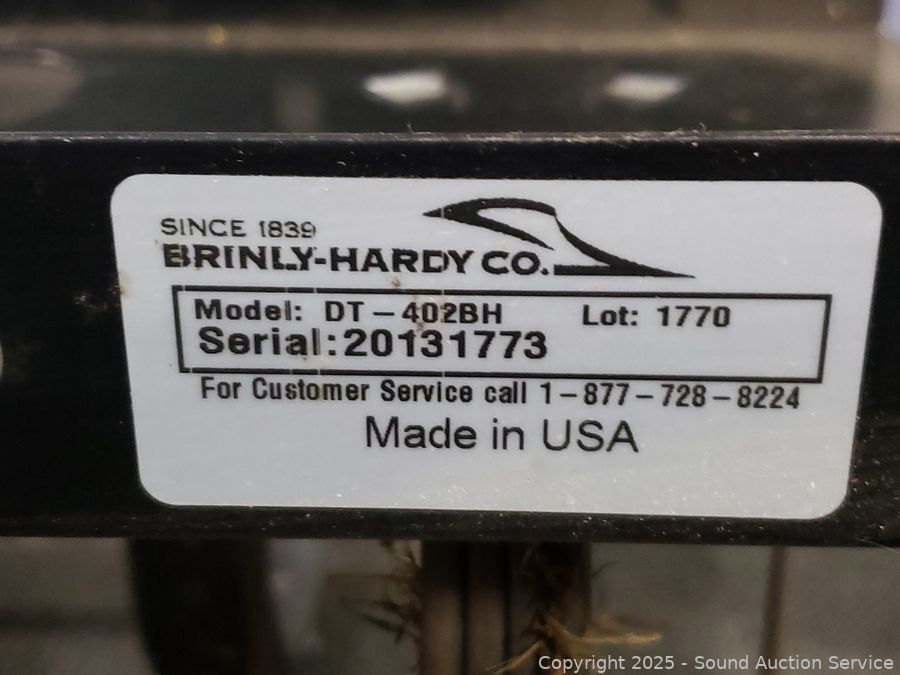 SINCE 1839
BRINLY-HARDY CO.
Model: DT-402BH Lot: 1770
Serial:20131773
For Customer Service call 1-877-728-8224
Made in USA
Copyright 2025 - Sound Auction Service